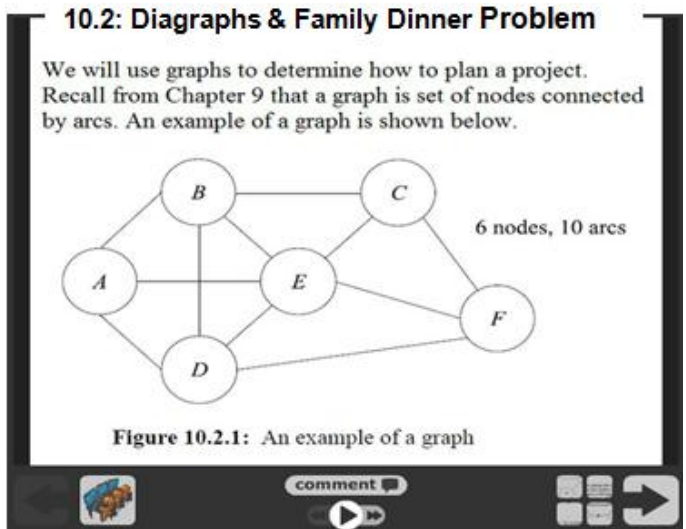 10.2: Diagraphs & Family Dinner Problem
We will use graphs to determine how to plan a project.
Recall from Chapter 9 that a graph is set of nodes connected
by arcs. An example of a graph is shown below.
B
C
6 nodes, 10 arcs
A
E
F
D
Figure 10.2.1: An example of a graph
comment